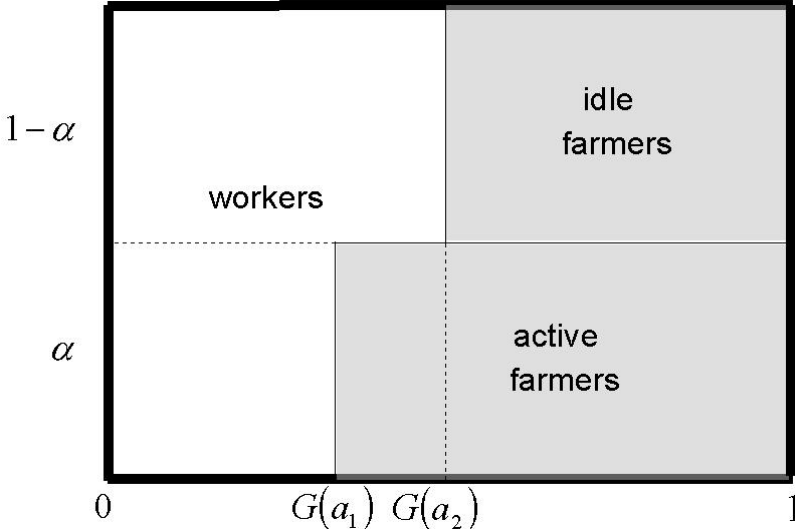 idle
farmers
1 − α
workers
active
farmers
α
0 G(a₁) G(a₂) 1